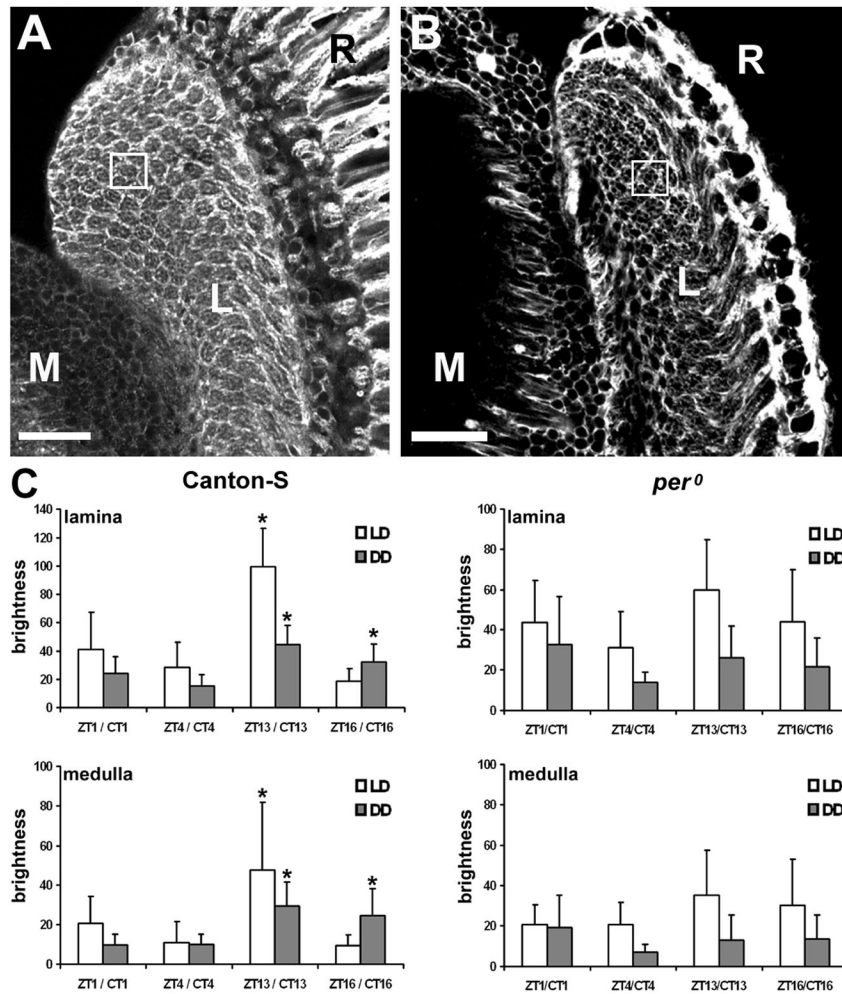 A
R
M
L
B
R
M
L
C
Canton-S
per⁰
lamina
brightness
140
120
100
80
60
40
20
0
LD
DD
*
*
*
ZT1 / CT1
ZT4 / CT4
ZT13 / CT13
ZT16 / CT16
lamina
brightness
100
80
60
40
20
0
LD
DD
ZT1/CT1
ZT4/CT4
ZT13/CT13
ZT16/CT16
medulla
brightness
100
80
60
40
20
0
LD
DD
*
*
*
ZT1 / CT1
ZT4 / CT4
ZT13 / CT13
ZT16 / CT16
medulla
brightness
100
80
60
40
20
0
LD
DD
ZT1/CT1
ZT4/CT4
ZT13/CT13
ZT16/CT16